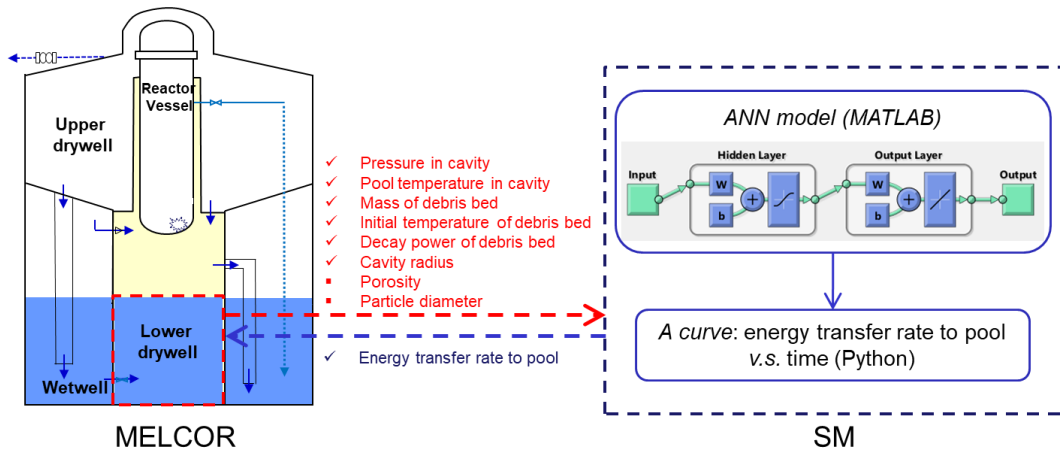 Reactor
Vessel
Upper
drywell
Lower
drywell
Wetwell
MELCOR
✓ Pressure in cavity
✓ Pool temperature in cavity
✓ Mass of debris bed
✓ Initial temperature of debris bed
✓ Decay power of debris bed
✓ Cavity radius
▪ Porosity
▪ Particle diameter
✓ Energy transfer rate to pool
ANN model (MATLAB)
Hidden Layer
Output Layer
Input
Output
W
b
+
W
b
+
A curve: energy transfer rate to pool
v.s. time (Python)
SM